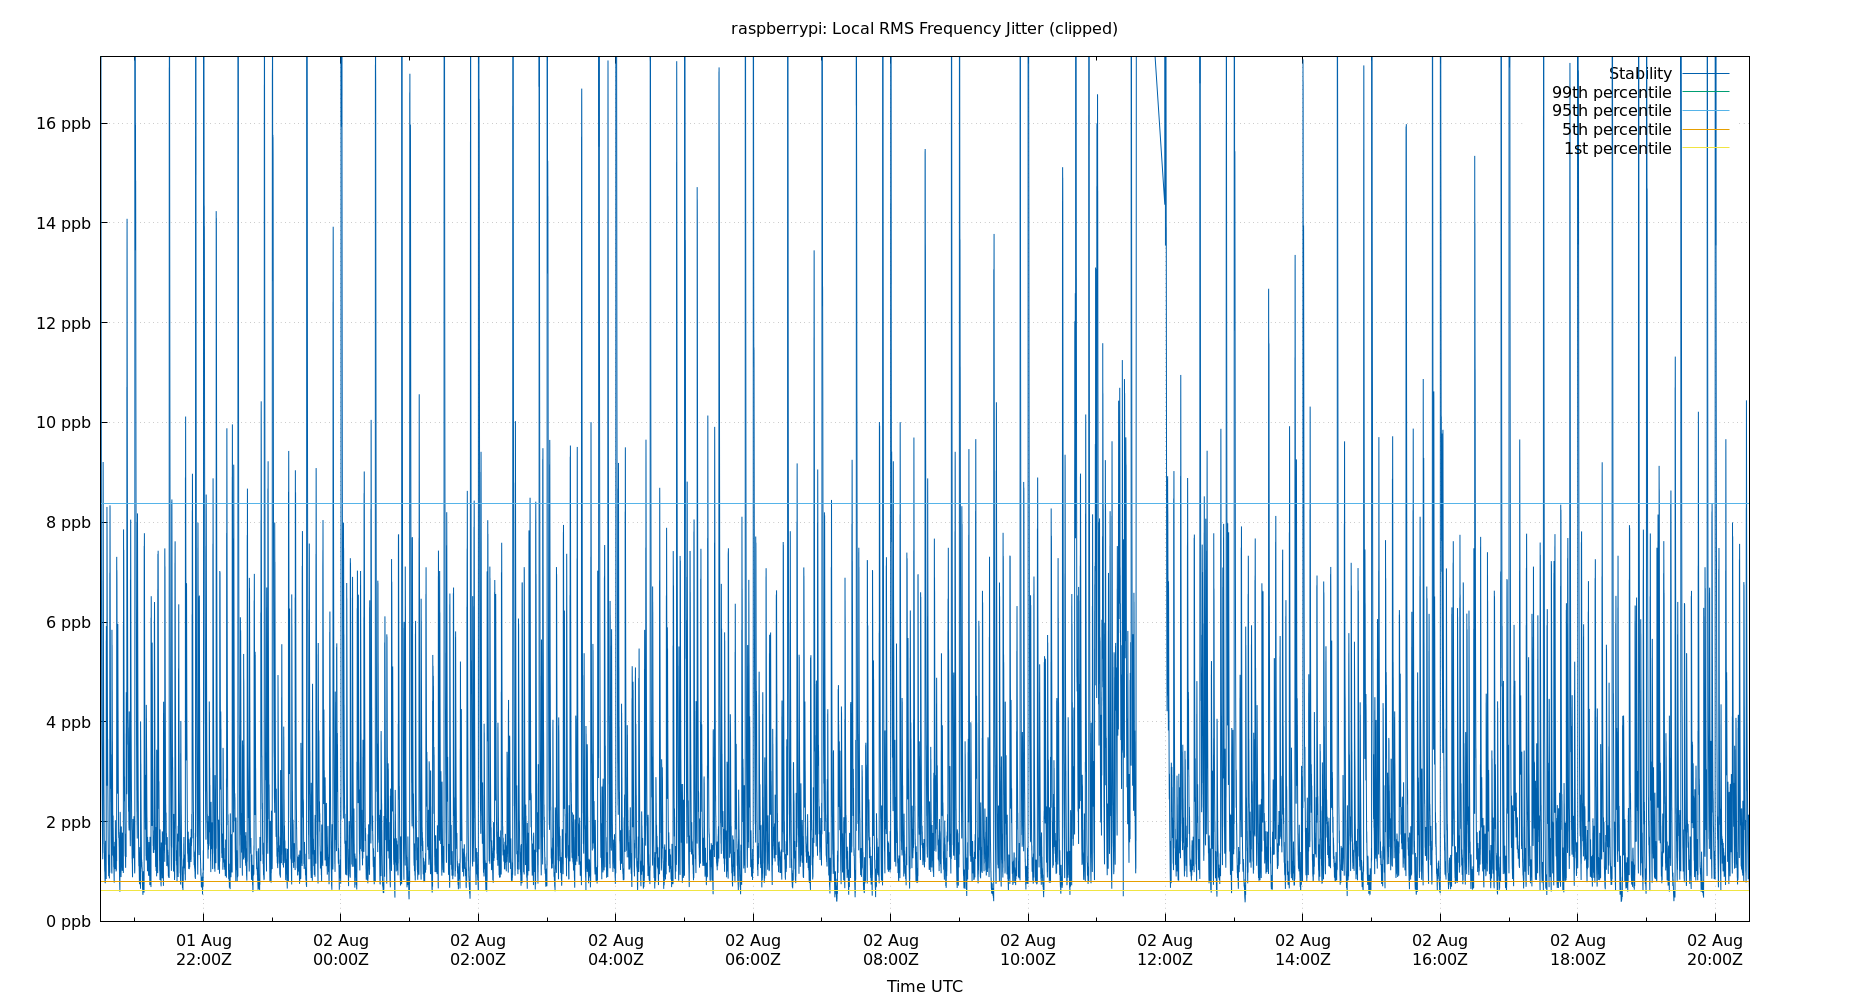 raspberrypi: Local RMS Frequency Jitter (clipped)
Stability
99th percentile
95th percentile
5th percentile
1st percentile
16 ppb
14 ppb
12 ppb
10 ppb
8 ppb
6 ppb
4 ppb
2 ppb
0 ppb
01 Aug 02 Aug 02 Aug 02 Aug 02 Aug 02 Aug 02 Aug 02 Aug 02 Aug 02 Aug 02 Aug 02 Aug
22:00Z 00:00Z 02:00Z 04:00Z 06:00Z 08:00Z 10:00Z 12:00Z 14:00Z 16:00Z 18:00Z 20:00Z
Time UTC